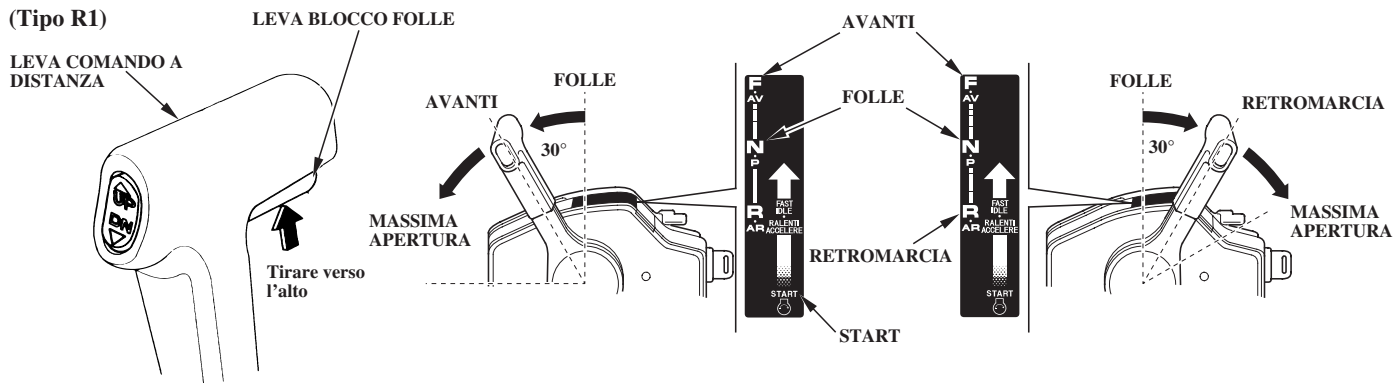 (Tipo R1)
LEVA BLOCCO FOLLE
LEVA COMANDO A
DISTANZA
UP
DN
Tirare verso
l'alto
AVANTI
FOLLE
30°
MASSIMA
APERTURA
AVANTI
FOLLE
RETROMARCIA
START
F
AV
N
P
R
AR
FAST
IDLE
RALENTI
ACCELERE
START
F
AV
N
P
R
AR
FAST
IDLE
RALENTI
ACCELERE
START
FOLLE
RETROMARCIA
30°
MASSIMA
APERTURA